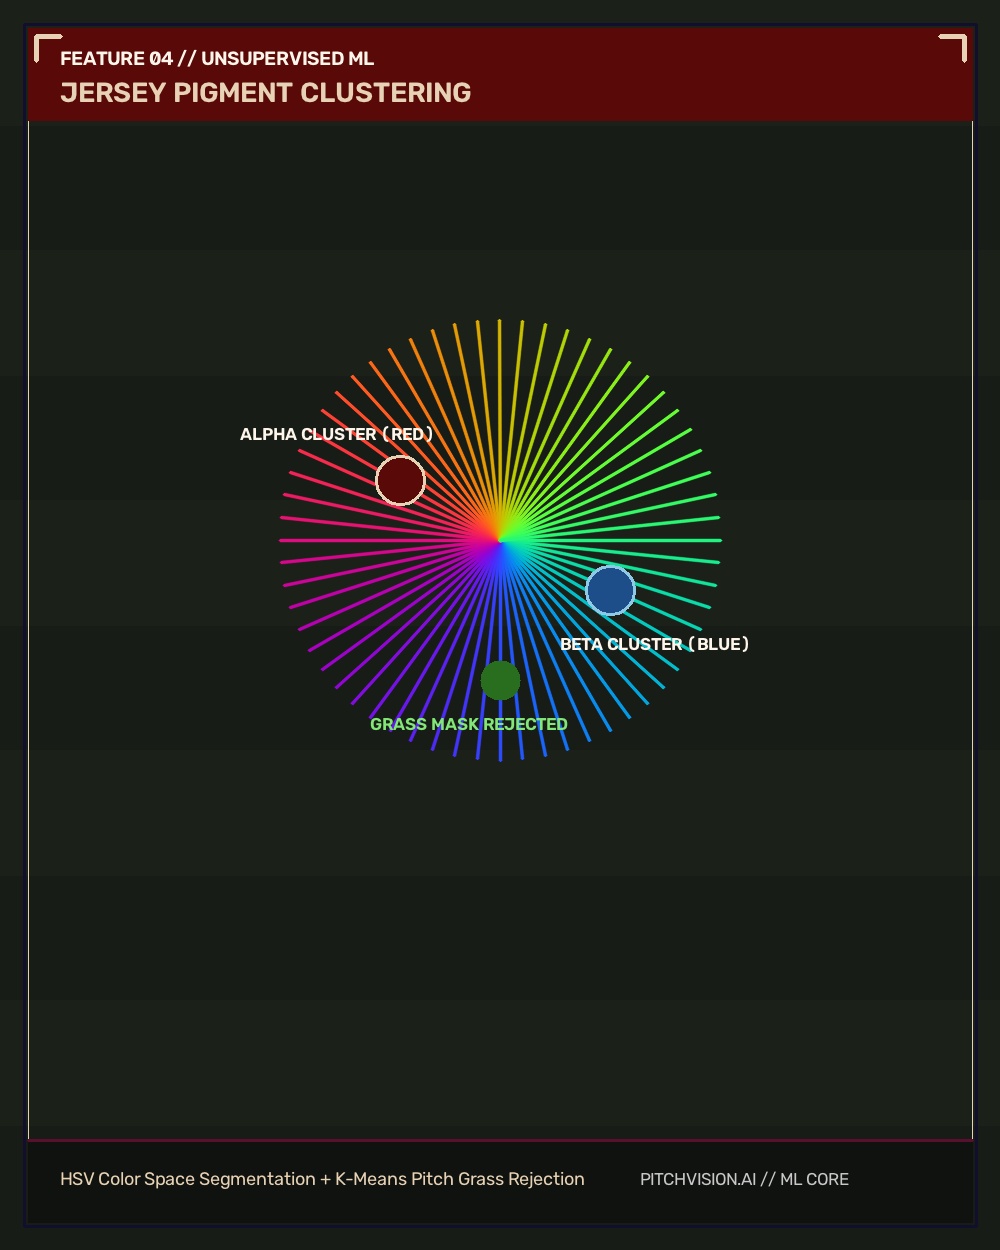 FEATURE 04 // UNSUPERVISED ML
JERSEY PIGMENT CLUSTERING
ALPHA CLUSTER (RED)
BETA CLUSTER (BLUE)
GRASS MASK REJECTED
HSV Color Space Segmentation + K-Means Pitch Grass Rejection
PITCHVISION.AI // ML CORE